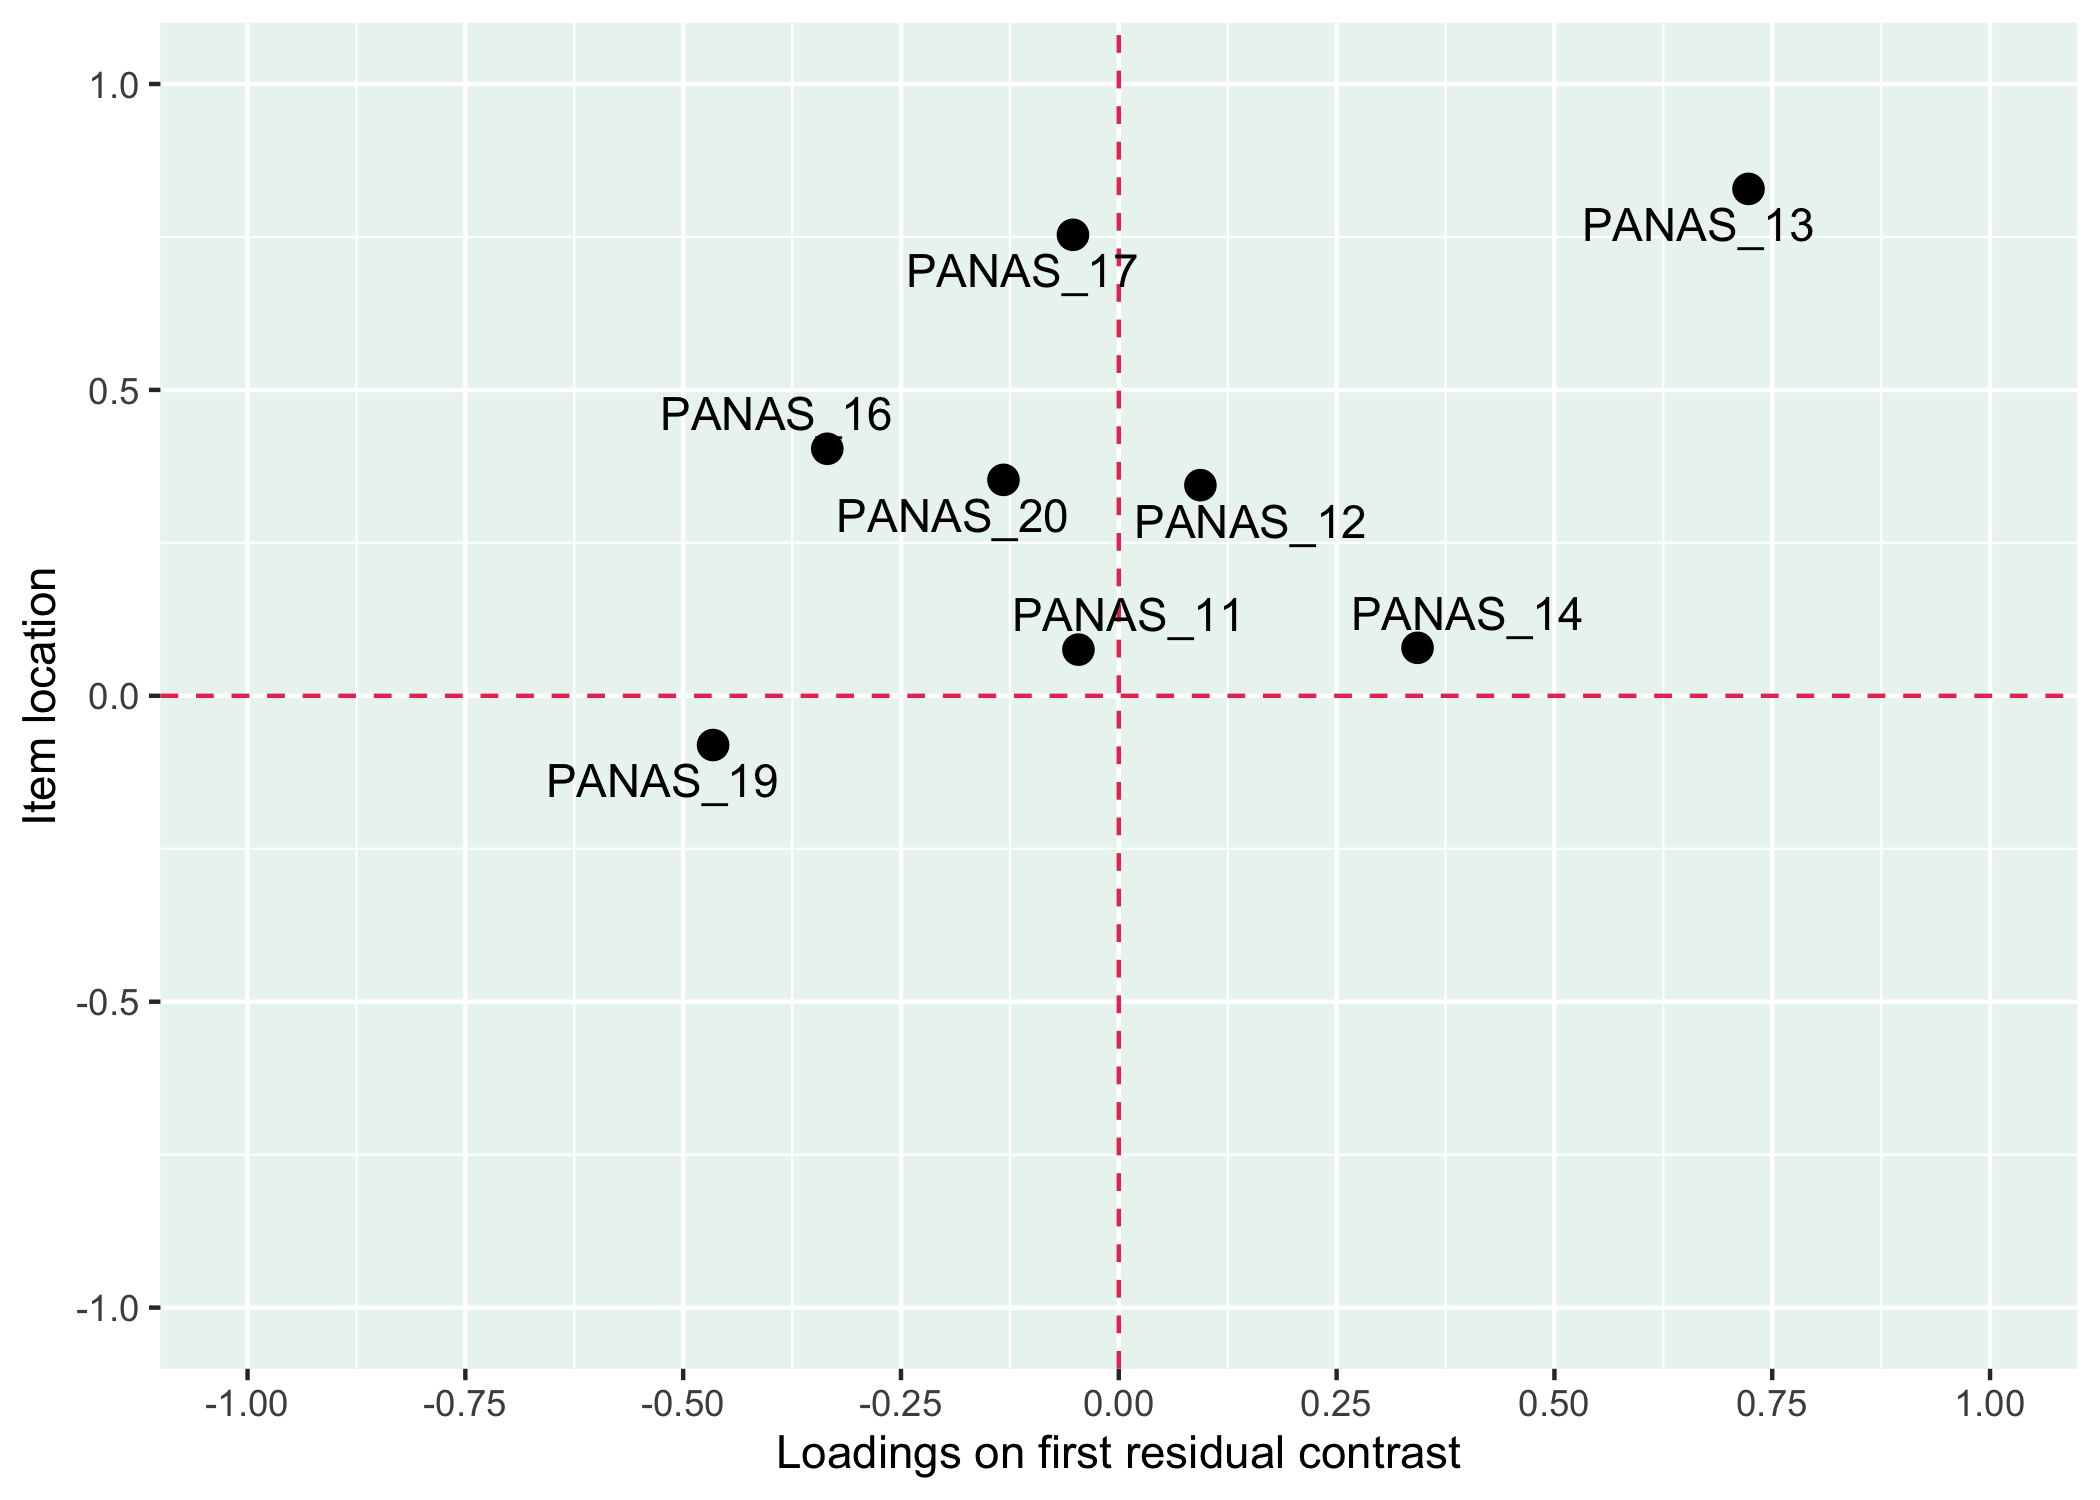 1.0
0.5
0.0
-0.5
-1.0
Item location
PANAS_13
PANAS_17
PANAS_16
PANAS_20
PANAS_12
PANAS_11
PANAS_14
PANAS_19
-1.00 -0.75 -0.50 -0.25 0.00 0.25 0.50 0.75 1.00
Loadings on first residual contrast